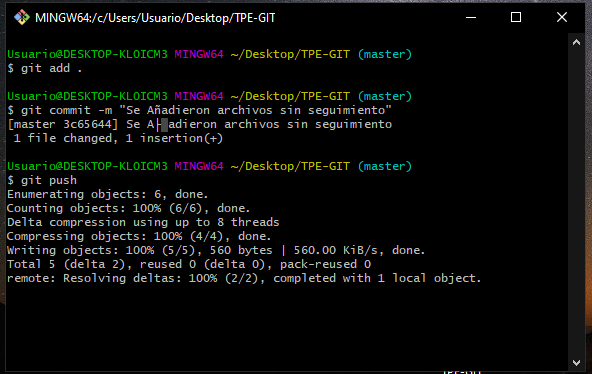 MINGW64:/c/Users/Usuario/Desktop/TPE-GIT
Usuario@DESKTOP-KLOICM3 MINGW64 ~/Desktop/TPE-GIT (master)
$ git add .
Usuario@DESKTOP-KLOICM3 MINGW64 ~/Desktop/TPE-GIT (master)
$ git commit -m "Se Añadieron archivos sin seguimiento"
[master 3c65644] Se A├▒adieron archivos sin seguimiento
1 file changed, 1 insertion(+)
Usuario@DESKTOP-KLOICM3 MINGW64 ~/Desktop/TPE-GIT (master)
$ git push
Enumerating objects: 6, done.
Counting objects: 100% (6/6), done.
Delta compression using up to 8 threads
Compressing objects: 100% (4/4), done.
Writing objects: 100% (5/5), 560 bytes | 560.00 KiB/s, done.
Total 5 (delta 2), reused 0 (delta 0), pack-reused 0
remote: Resolving deltas: 100% (2/2), completed with 1 local object.